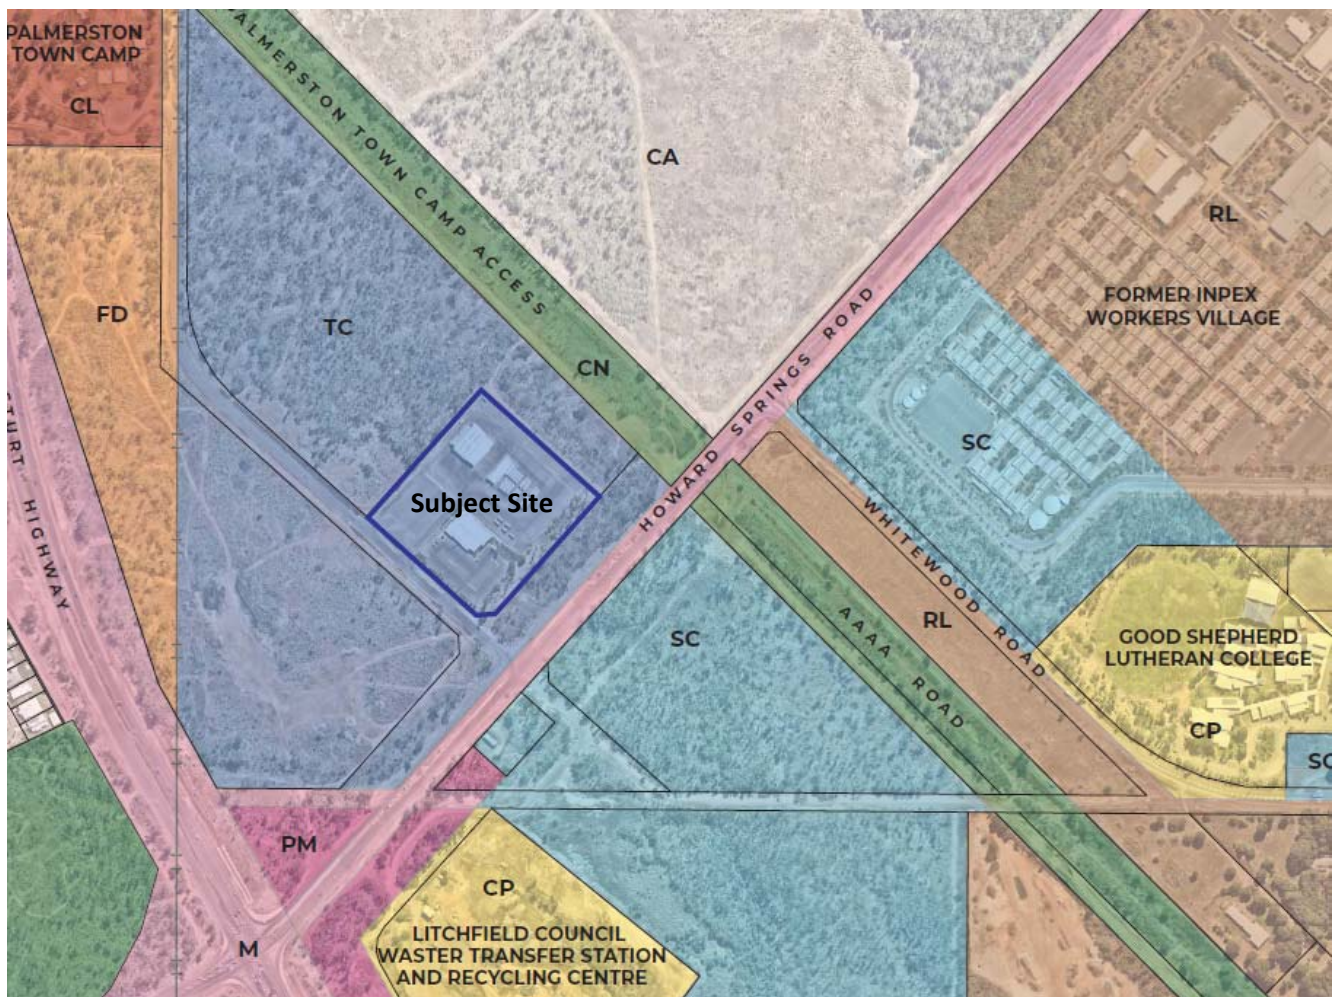 PALMERSTON
TOWN CAMP
CL
PALMERSTON TOWN CAMP ACCESS
CA
RL
FD
TC
CN
HOWARD SPRINGS ROAD
FORMER INPEX
WORKERS VILLAGE
SC
Subject Site
STURT HIGHWAY
WHITEWOOD ROAD
SC
AAAA ROAD
RL
GOOD SHEPHERD
LUTHERAN COLLEGE
CP
SC
PM
CP
M
LITCHFIELD COUNCIL
WASTER TRANSFER STATION
AND RECYCLING CENTRE